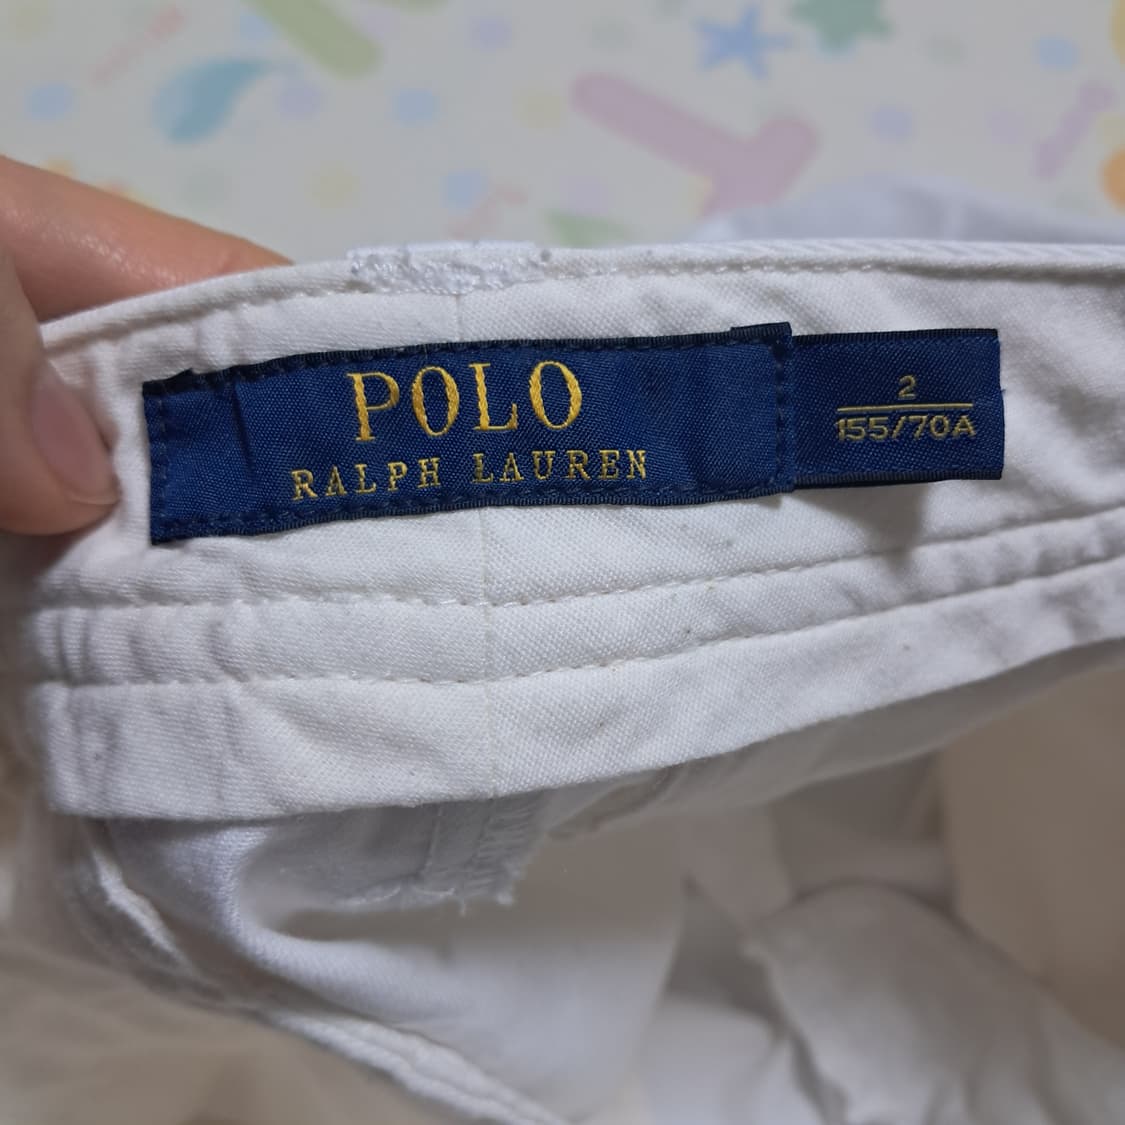 POLO
RALPH LAUREN
2
155/70A